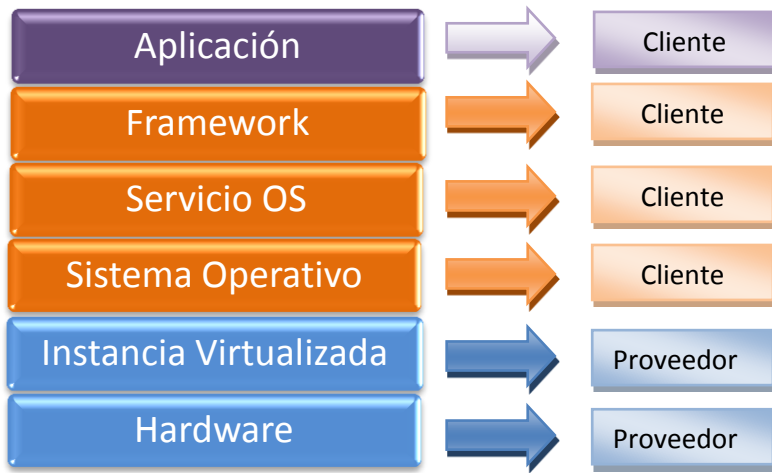 Aplicación
Cliente
Framework
Cliente
Servicio OS
Cliente
Sistema Operativo
Cliente
Instancia Virtualizada
Proveedor
Hardware
Proveedor